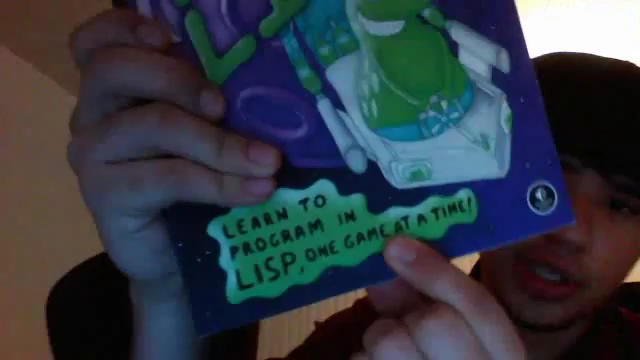 LEARN TO
PROGRAM IN
LISP, ONE GAME AT A TIME!